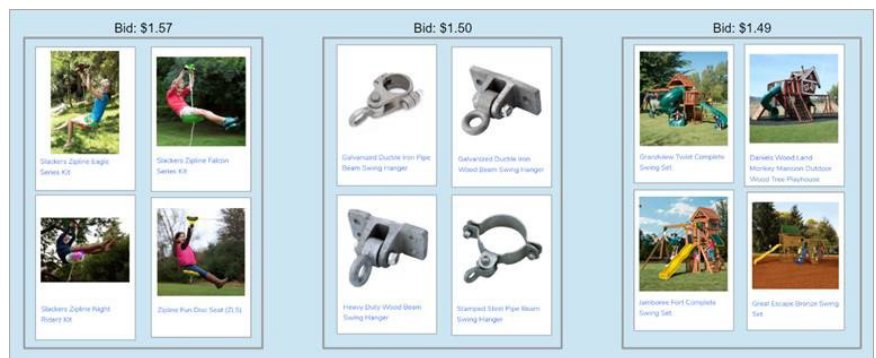 Bid: $1.57
Slackers Zipline Eagle
Series Kit
Slackers Zipline Falcon
Series Kit
Slackers Zipline Night
Riderz Kit
Zipline Fun Disc Seat (ZLS)
Bid: $1.50
Galvanized Ductile Iron Pipe
Beam Swing Hanger
Galvanized Ductile Iron
Wood Beam Swing Hanger
Heavy Duty Wood Beam
Swing Hanger
Stamped Steel Pipe Beam
Swing Hanger
Bid: $1.49
Grandview Twist Complete
Swing Set
Daniels Wood Land
Monkey Mansion Outdoor
Wood Tree Playhouse
Jamboree Fort Complete
Swing Set
Great Escape Bronze Swing
Set